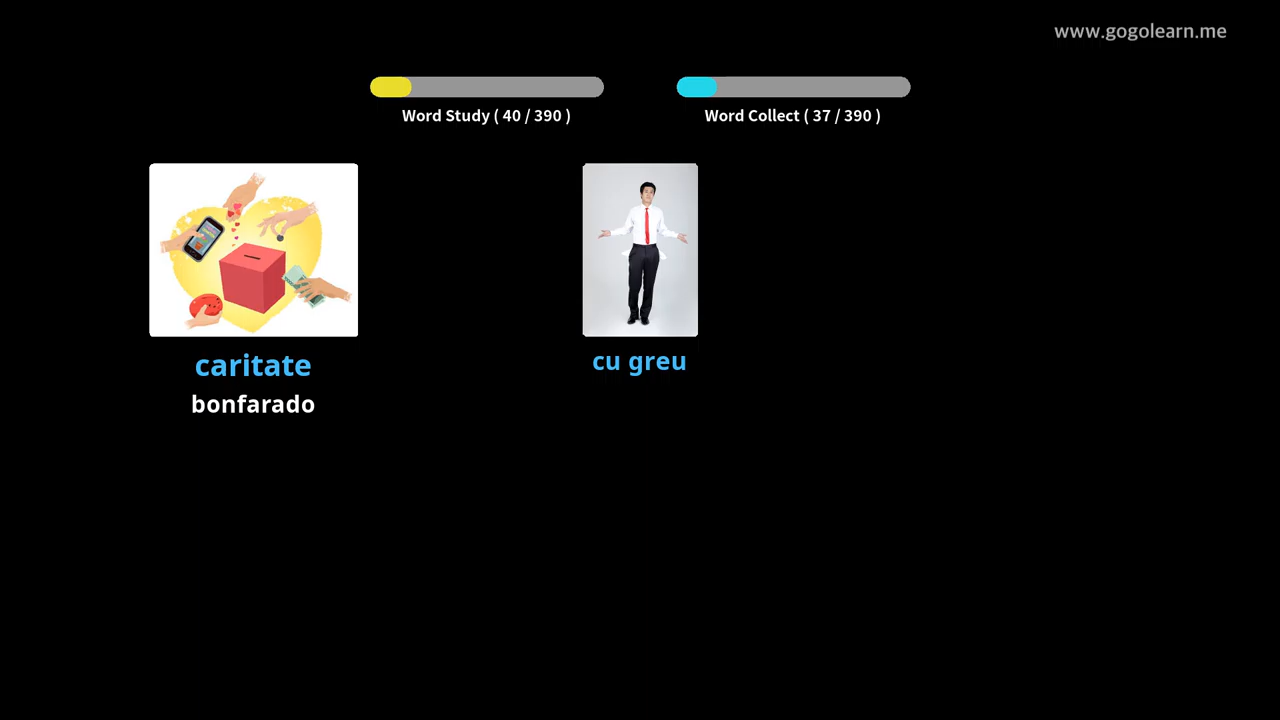 www.gogolearn.me
Word Study ( 40 / 390 )
Word Collect ( 37 / 390 )
caritate
bonfarado
cu greu